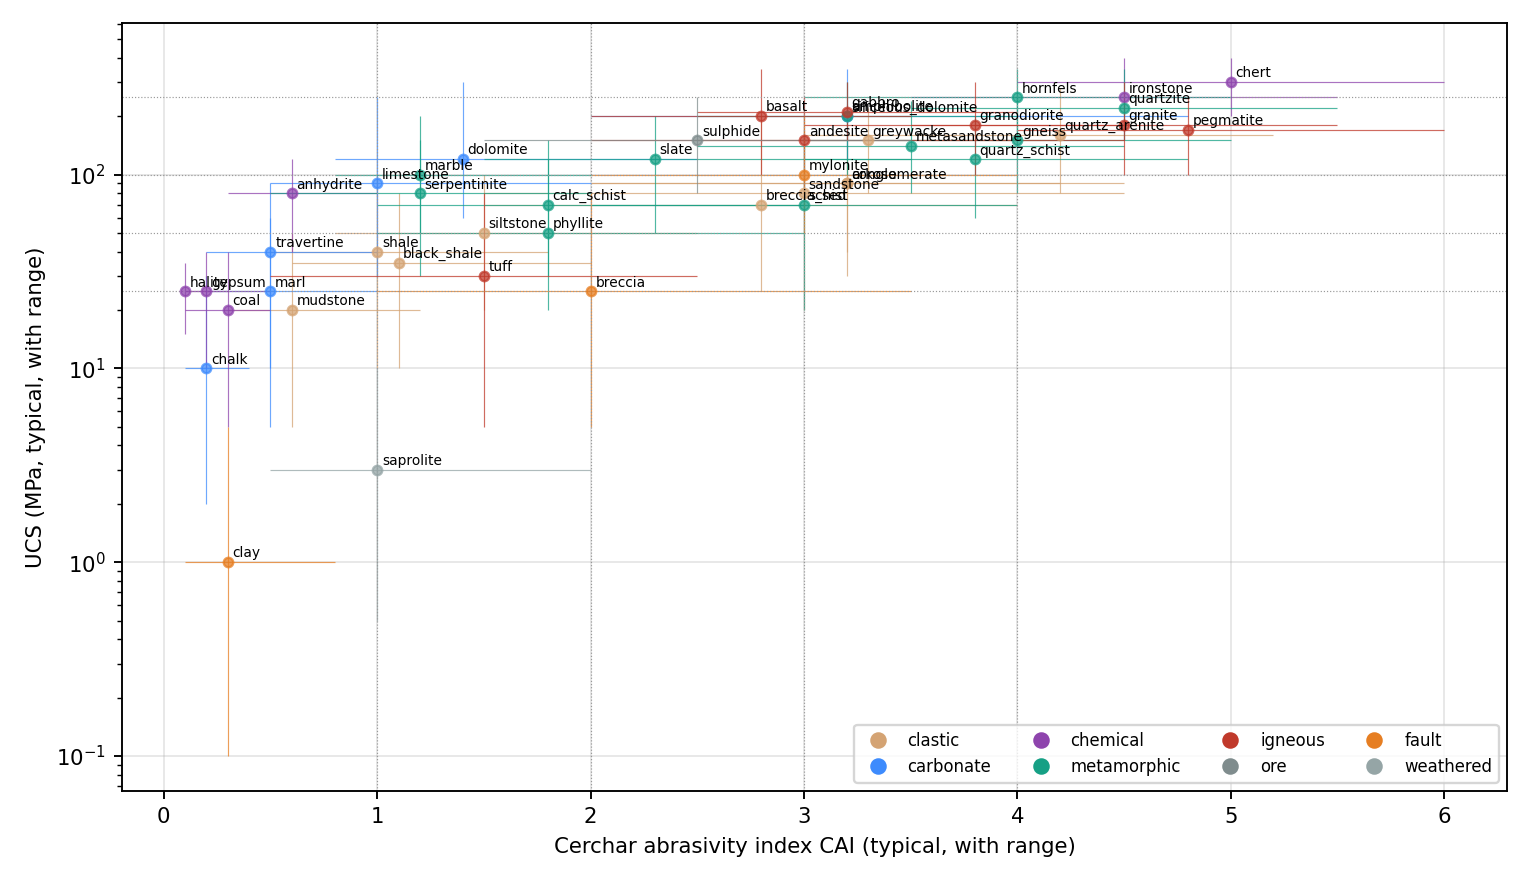 chert
hornfels
ironstone
quartzite
basalt
gabbro
siliceous_dolomite
granodiorite
granite
pegmatite
quartz_arenite
sulphide
andesite
greywacke
metasandstone
gneiss
dolomite
slate
quartz_schist
marble
limestone
mylonite
conglomerate
anhydrite
serpentinite
sandstone
calc_schist
schist
siltstone
phyllite
travertine
shale
black_shale
tuff
halite
gypsum
marl
breccia
coal
mudstone
chalk
saprolite
clay
10²
10¹
10⁰
10⁻¹
UCS (MPa, typical, with range)
clastic
chemical
igneous
fault
carbonate
metamorphic
ore
weathered
0 1 2 3 4 5 6
Cerchar abrasivity index CAI (typical, with range)